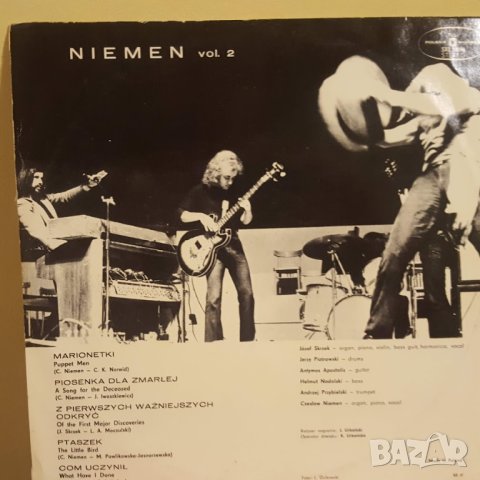 NIEMEN vol. 2
MARIONETKI
Puppet Men
(C. Niemen – C. K. Norwid)
PIOSENKA DLA ZMARŁEJ
A Song for the Deceased
(C. Niemen – J. Iwaszkiewicz)
Z PIERWSZYCH WAŻNIEJSZYCH
ODKRYĆ
Of the First Major Discoveries
(J. Skrzek – L. A. Moczulski)
PTASZEK
The Little Bird
(C. Niemen – M. Pawlikowska-Jasnorzewska)
COM UCZYNIŁ
What Have I Done
Józef Skrzek – organ, piano, violin, bass guit, harmonica, vocal
Jerzy Piotrowski – drums
Antymos Apostolis – guitar
Helmut Nadolski – bass
Andrzej Przybielski – trumpet
Czesław Niemen – organ, piano, vocal
BAZAR
bg